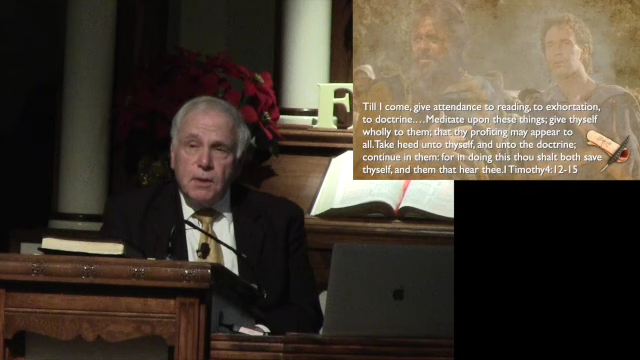 F
Till I come, give attendance to reading, to exhortation,
to doctrine….Meditate upon these things; give thyself
wholly to them; that thy profiting may appear to
all.Take heed unto thyself, and unto the doctrine;
continue in them: for in doing this thou shalt both save
thyself, and them that hear thee.1Timothy4:12-15